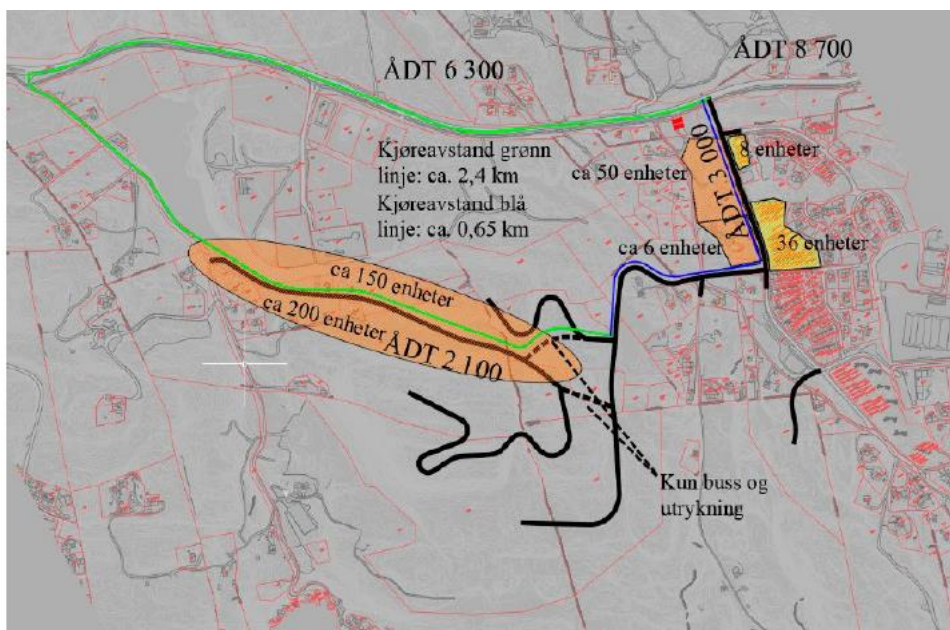 ÅDT 6 300
ÅDT 8 700
Kjøreavstand grønn
linje: ca. 2,4 km
Kjøreavstand blå
linje: ca. 0,65 km
ca 50 enheter
ÅDT 3 000
8 enheter
ca 6 enheter
36 enheter
ca 150 enheter
ca 200 enheter
ÅDT 2 100
Kun buss og
utrykning